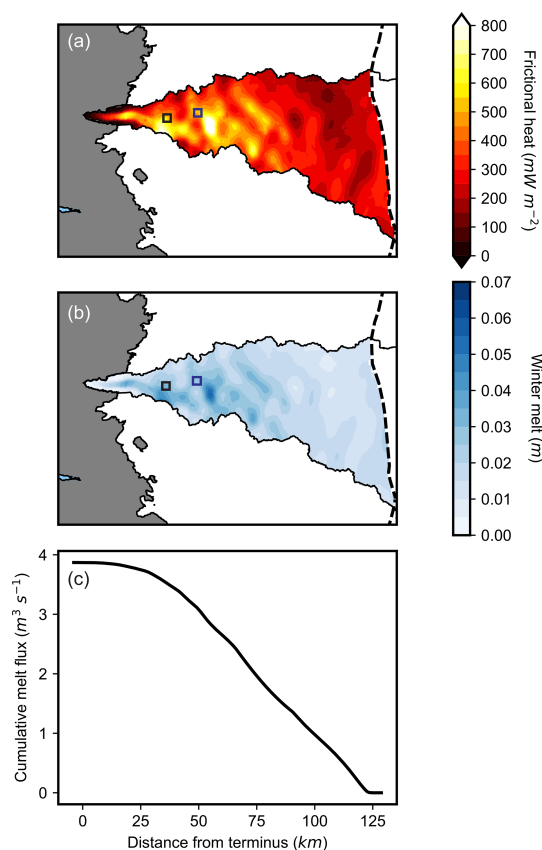 (a)
800
700
600
500
400
300
200
100
0
Frictional heat (mW m⁻²)
(b)
0.07
0.06
0.05
0.04
0.03
0.02
0.01
0.00
Winter melt (m)
(c)
4
3
2
1
0
Cumulative melt flux (m³ s⁻¹)
0 25 50 75 100 125
Distance from terminus (km)